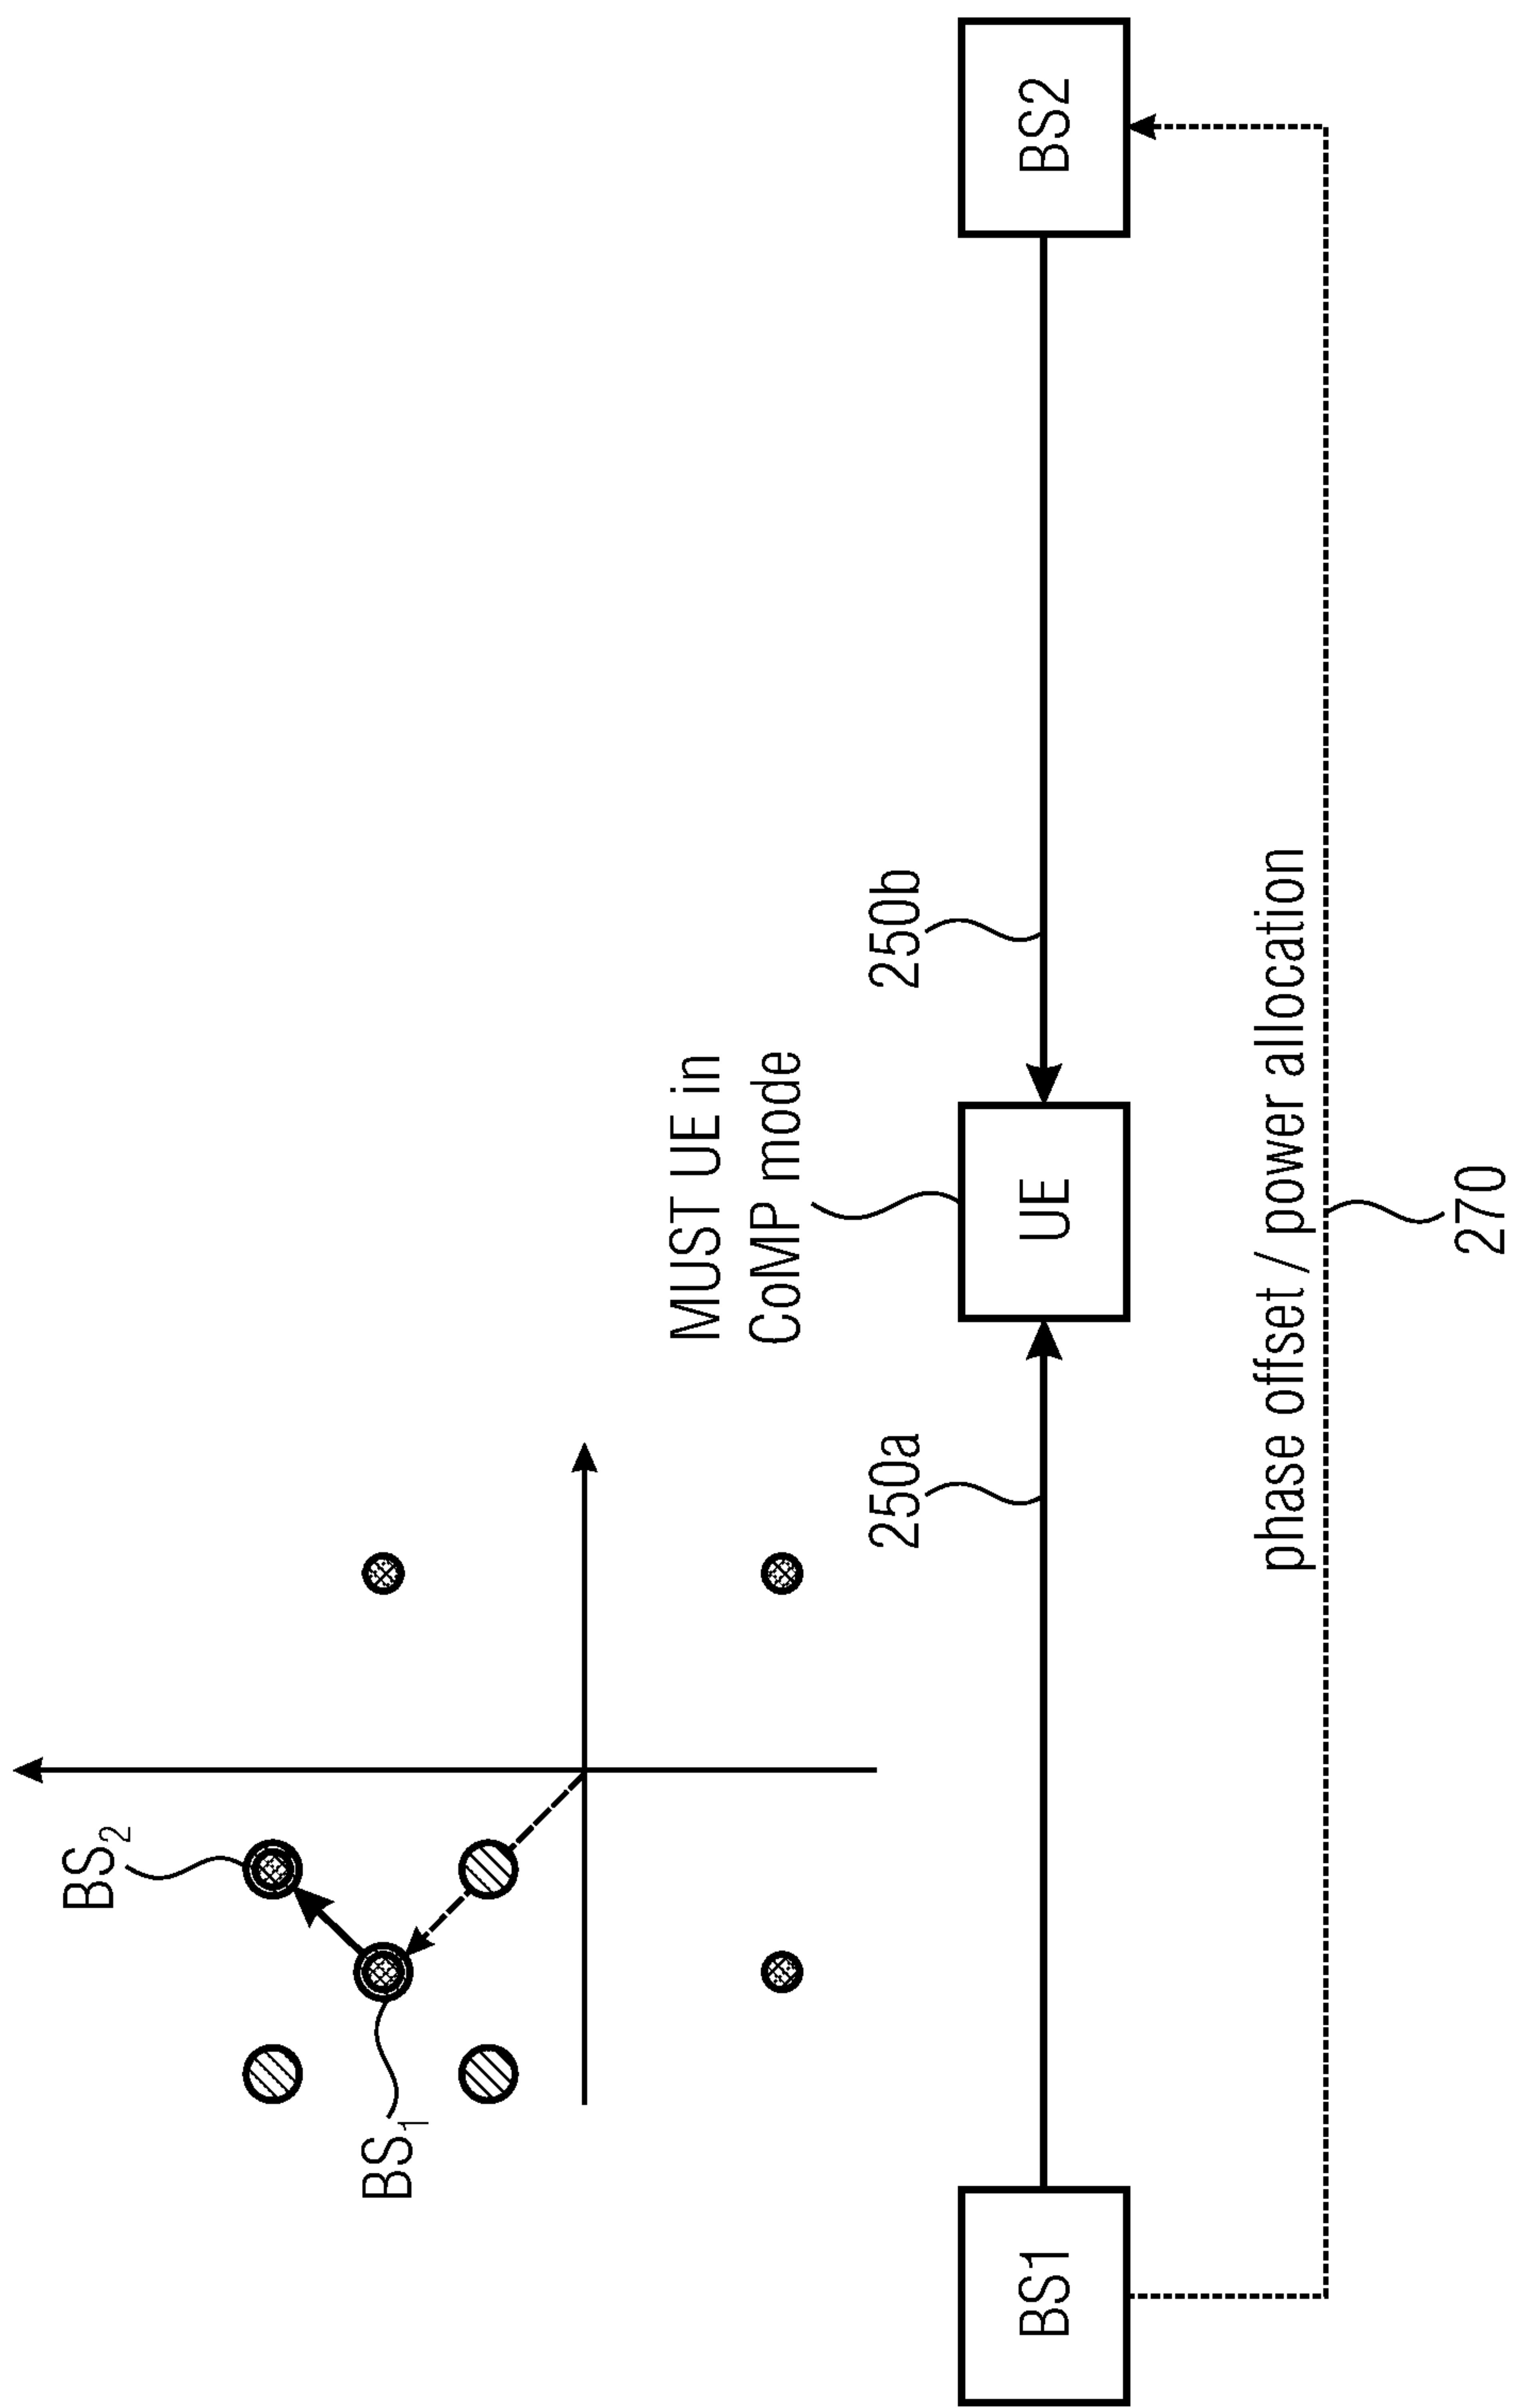 BS₂
BS₁
MUST UE in
CoMP mode
250a
250b
BS1
UE
BS2
phase offset / power allocation
270